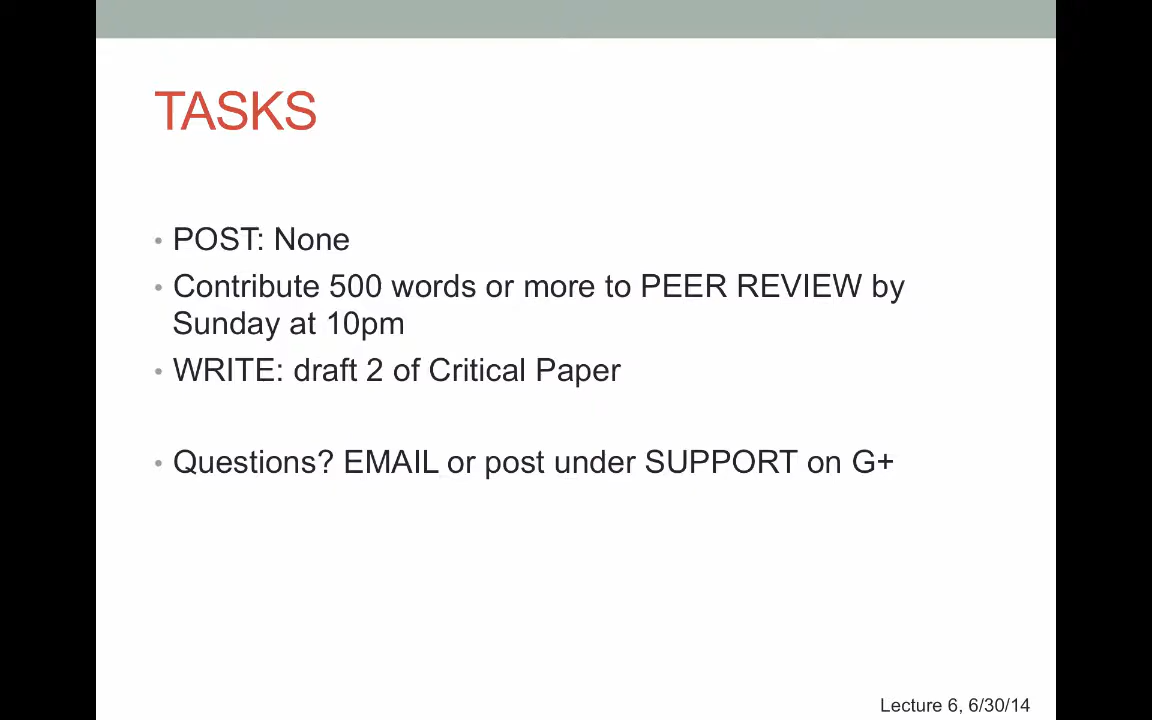 TASKS
• POST: None
• Contribute 500 words or more to PEER REVIEW by
Sunday at 10pm
• WRITE: draft 2 of Critical Paper
• Questions? EMAIL or post under SUPPORT on G+
Lecture 6, 6/30/14